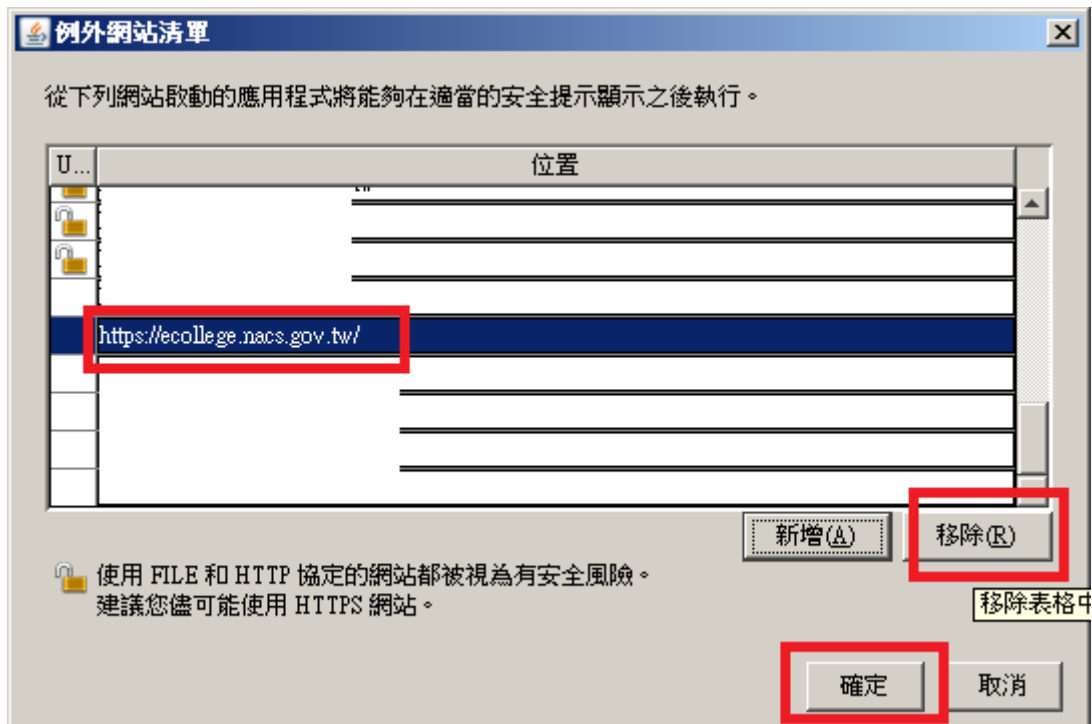 例外網站清單
從下列網站啟動的應用程式將能夠在適當的安全提示顯示之後執行。
U... 位置
https://ecollege.nacs.gov.tw/
新增(A) 移除(R)
使用 FILE 和 HTTP 協定的網站都被視為有安全風險。
建議您儘可能使用 HTTPS 網站。
移除表格中
確定 取消